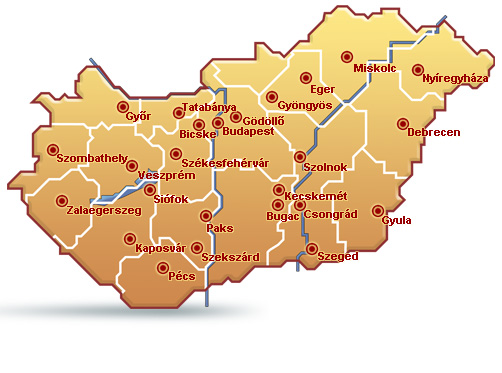 Miskolc
Nyíregyháza
Eger
Gyöngyös
Tatabánya
Győr
Gödöllő
Bicske
Budapest
Debrecen
Szombathely
Székesfehérvár
Szolnok
Veszprém
Zalaegerszeg
Siófok
Kecskemét
Bugac
Csongrád
Gyula
Paks
Kaposvár
Szekszárd
Szeged
Pécs